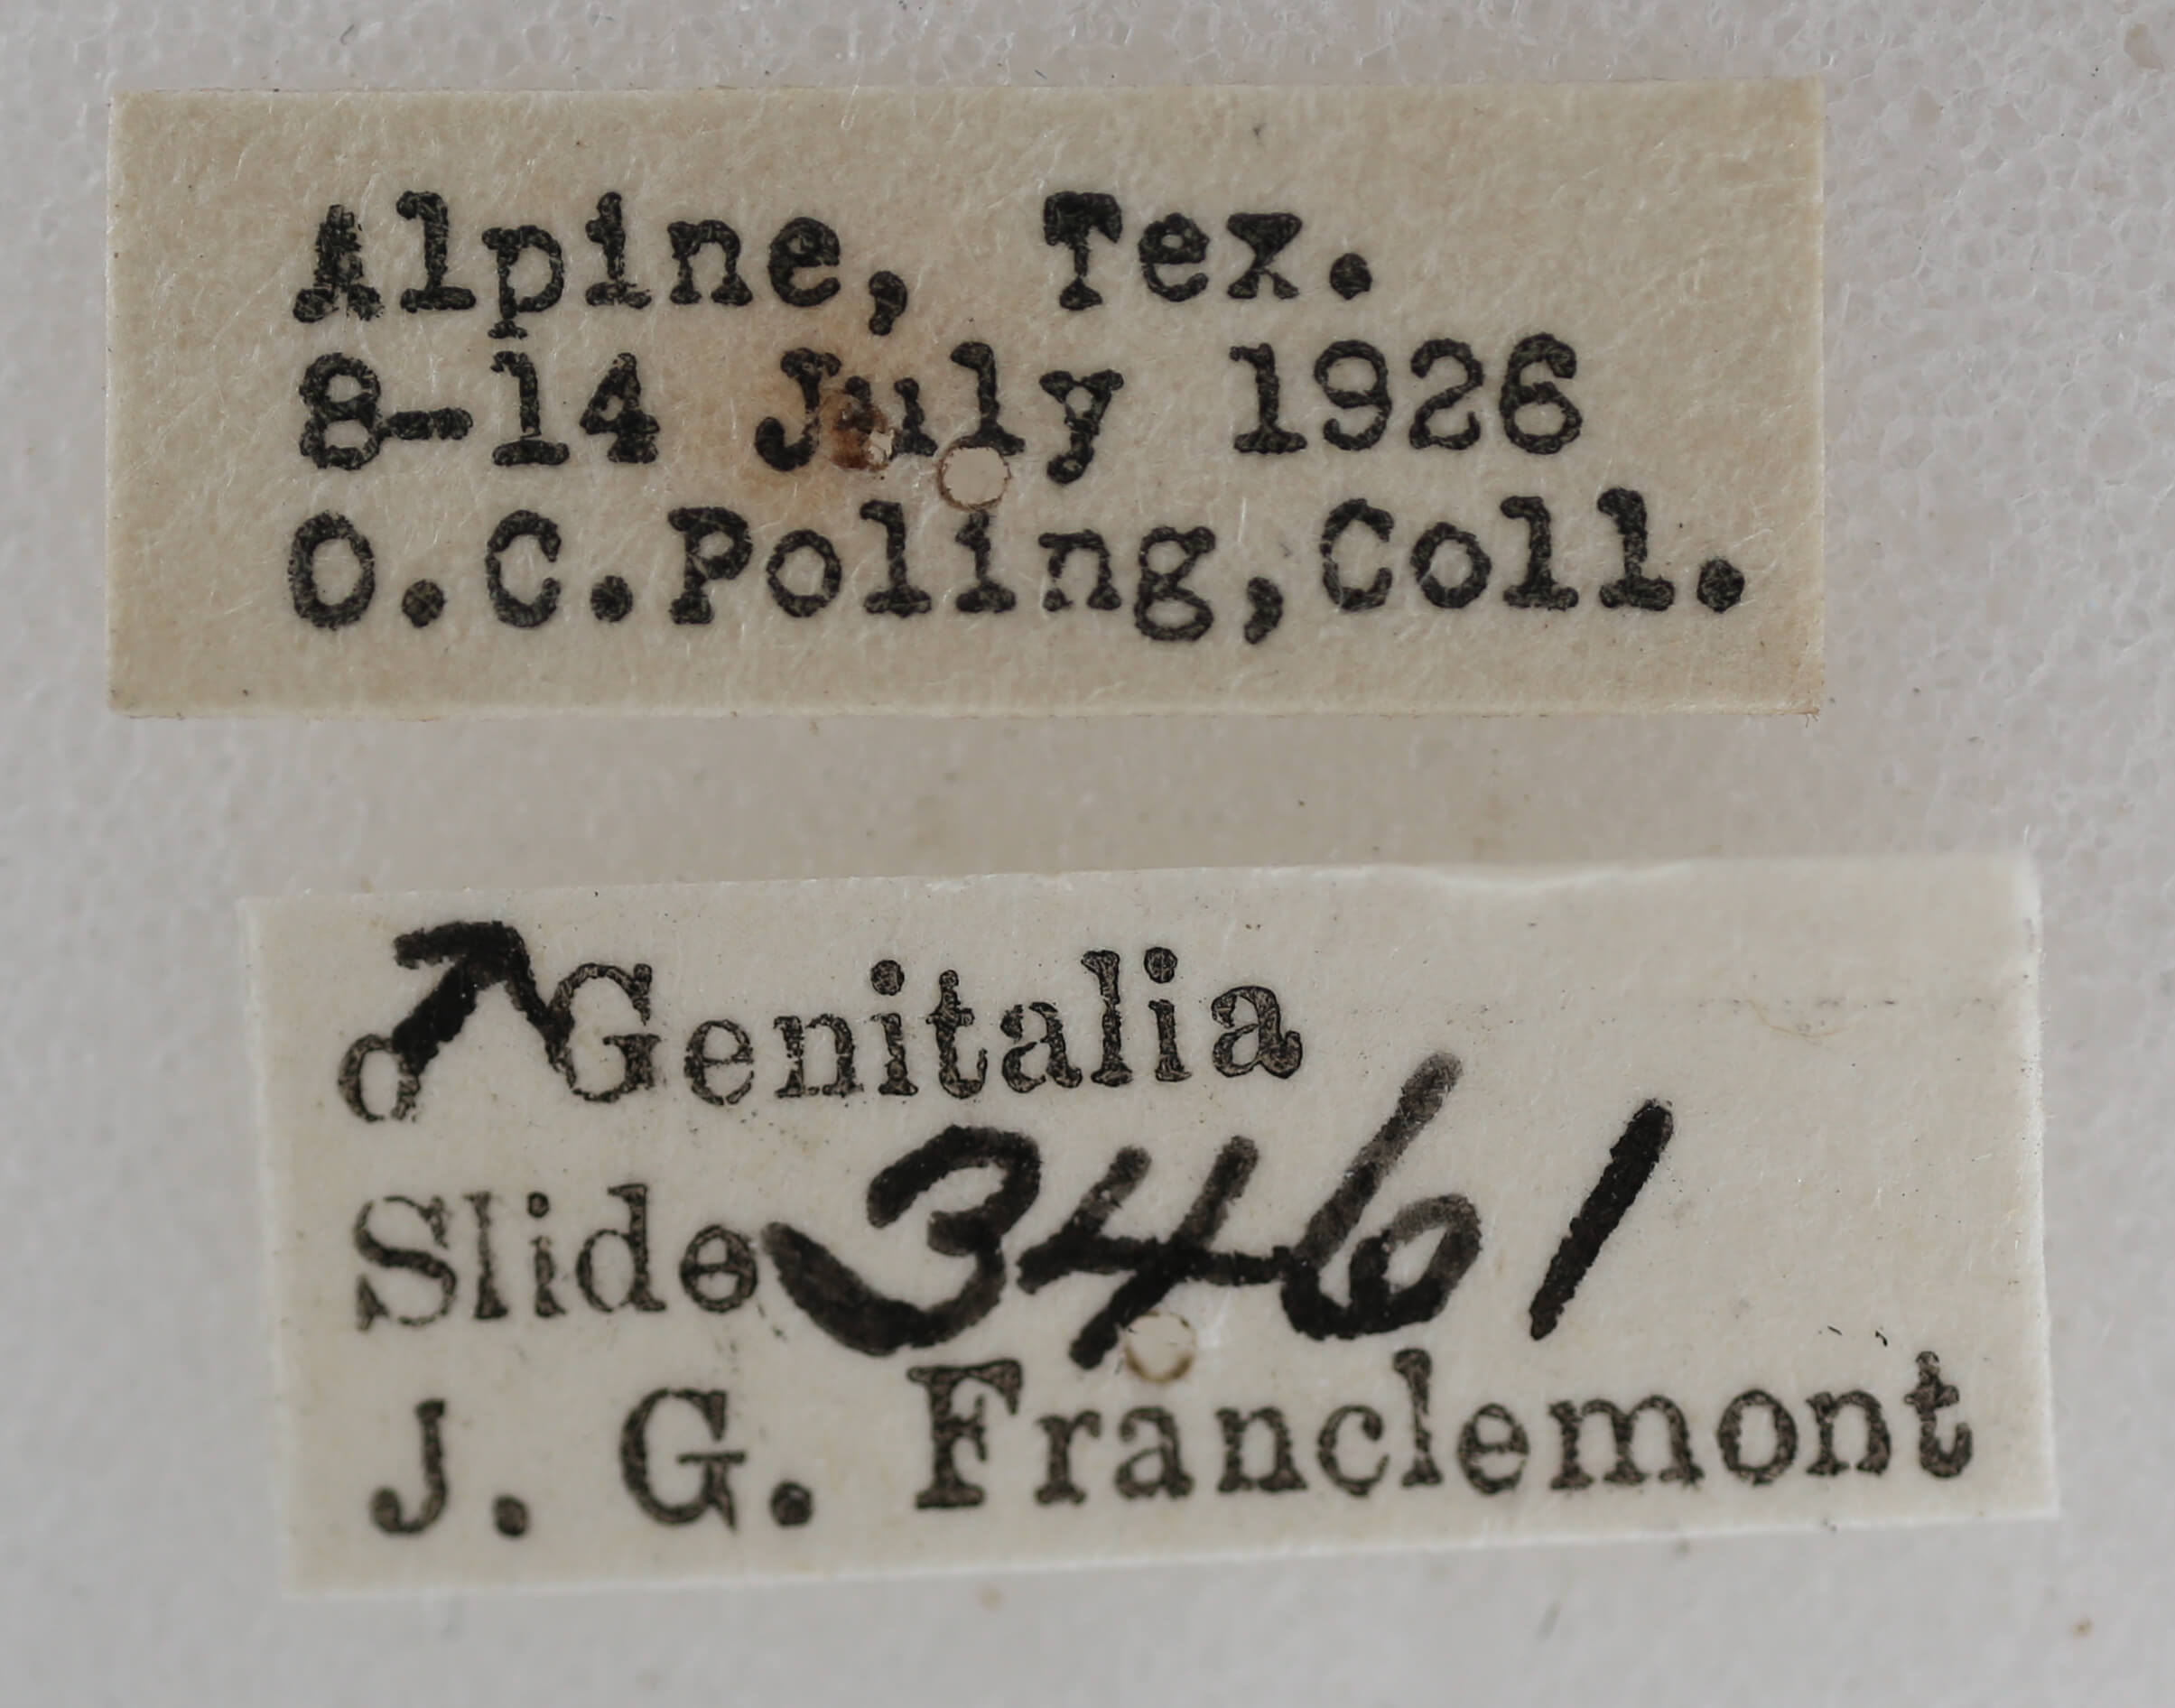 Alpine, Tex.
8-14 July 1926
O.C.Poling,Coll.
♂ Genitalia
Slide 3461
J. G. Franclemont